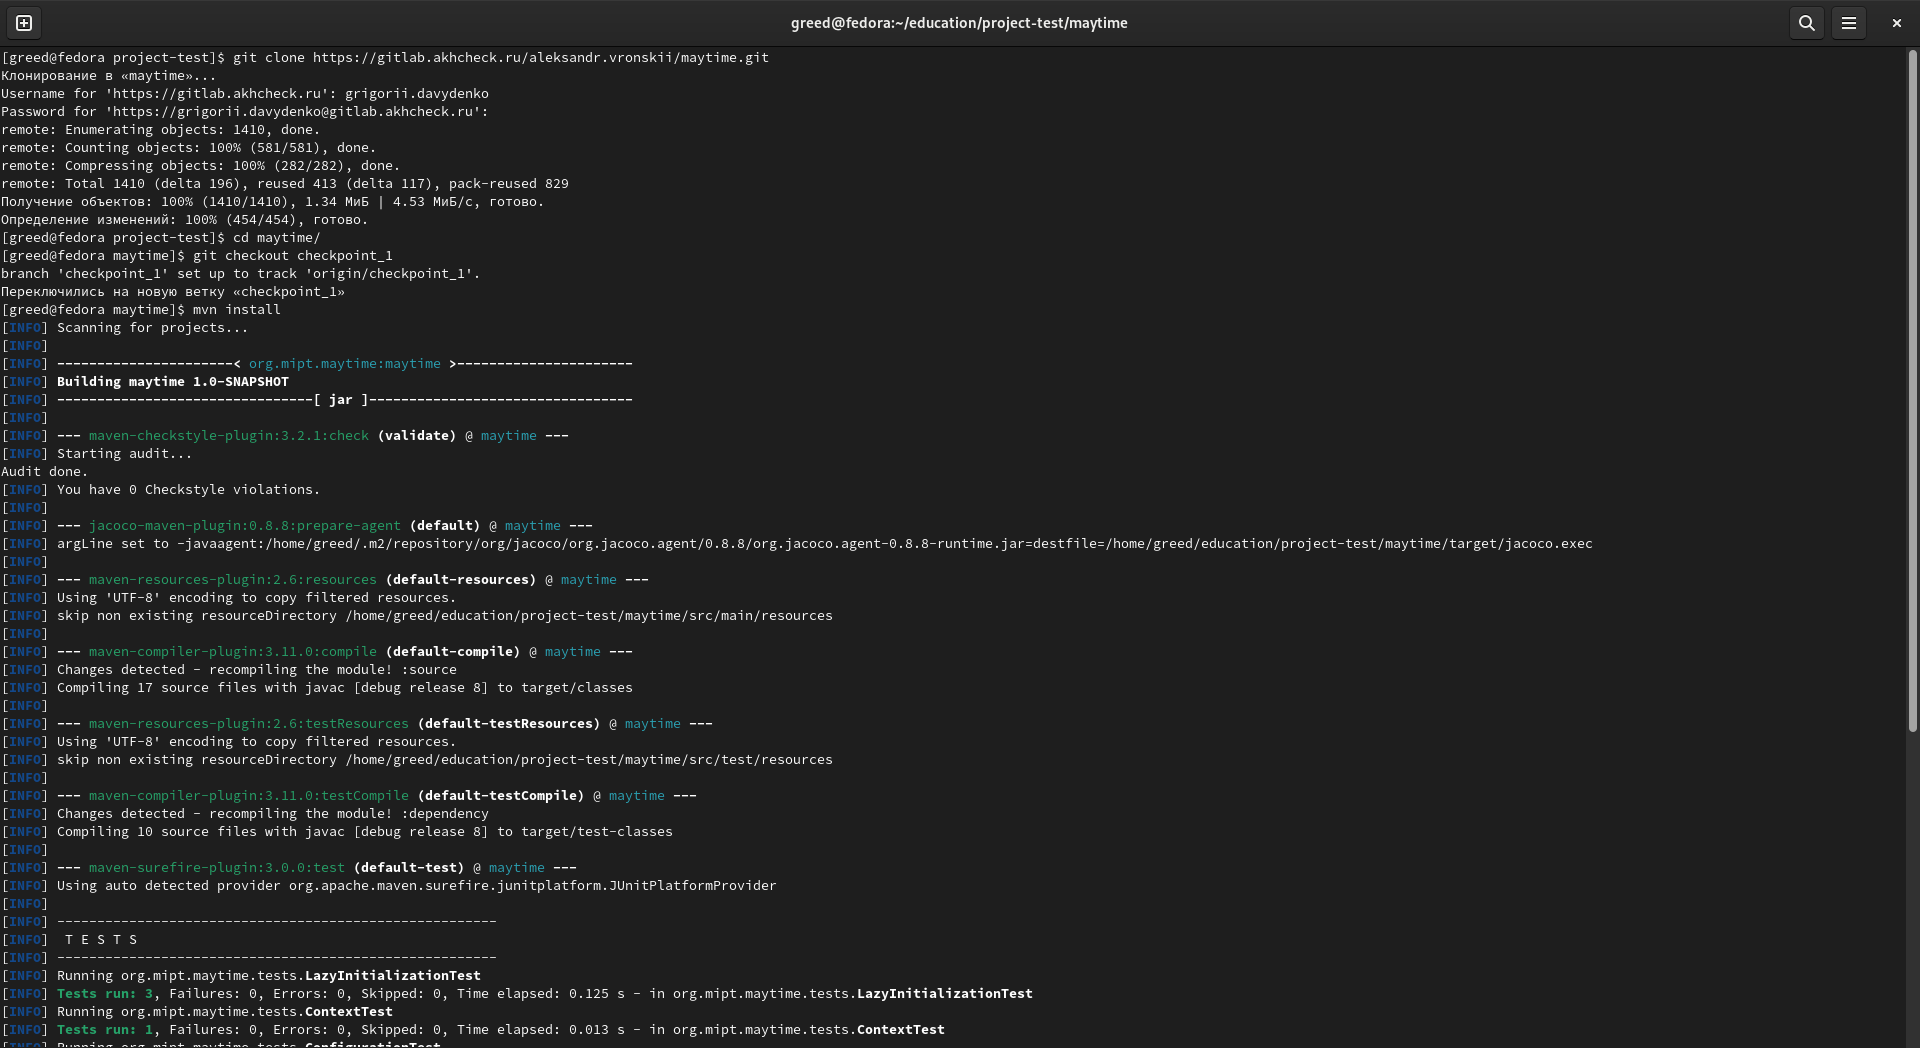 greed@fedora:~/education/project-test/maytime
[greed@fedora project-test]$ git clone https://gitlab.akhcheck.ru/aleksandr.vronskii/maytime.git
Клонирование в «maytime»...
Username for 'https://gitlab.akhcheck.ru': grigorii.davydenko
Password for 'https://grigorii.davydenko@gitlab.akhcheck.ru':
remote: Enumerating objects: 1410, done.
remote: Counting objects: 100% (581/581), done.
remote: Compressing objects: 100% (282/282), done.
remote: Total 1410 (delta 196), reused 413 (delta 117), pack-reused 829
Получение объектов: 100% (1410/1410), 1.34 МиБ | 4.53 МиБ/с, готово.
Определение изменений: 100% (454/454), готово.
[greed@fedora project-test]$ cd maytime/
[greed@fedora maytime]$ git checkout checkpoint_1
branch 'checkpoint_1' set up to track 'origin/checkpoint_1'.
Переключились на новую ветку «checkpoint_1»
[greed@fedora maytime]$ mvn install
[INFO] Scanning for projects...
[INFO]
[INFO] ----------------------< org.mipt.maytime:maytime >----------------------
[INFO] Building maytime 1.0-SNAPSHOT
[INFO] --------------------------------[ jar ]---------------------------------
[INFO]
[INFO] --- maven-checkstyle-plugin:3.2.1:check (validate) @ maytime ---
[INFO] Starting audit...
Audit done.
[INFO] You have 0 Checkstyle violations.
[INFO]
[INFO] --- jacoco-maven-plugin:0.8.8:prepare-agent (default) @ maytime ---
[INFO] argLine set to -javaagent:/home/greed/.m2/repository/org/jacoco/org.jacoco.agent/0.8.8/org.jacoco.agent-0.8.8-runtime.jar=destfile=/home/greed/education/project-test/maytime/target/jacoco.exec
[INFO]
[INFO] --- maven-resources-plugin:2.6:resources (default-resources) @ maytime ---
[INFO] Using 'UTF-8' encoding to copy filtered resources.
[INFO] skip non existing resourceDirectory /home/greed/education/project-test/maytime/src/main/resources
[INFO]
[INFO] --- maven-compiler-plugin:3.11.0:compile (default-compile) @ maytime ---
[INFO] Changes detected - recompiling the module! :source
[INFO] Compiling 17 source files with javac [debug release 8] to target/classes
[INFO]
[INFO] --- maven-resources-plugin:2.6:testResources (default-testResources) @ maytime ---
[INFO] Using 'UTF-8' encoding to copy filtered resources.
[INFO] skip non existing resourceDirectory /home/greed/education/project-test/maytime/src/test/resources
[INFO]
[INFO] --- maven-compiler-plugin:3.11.0:testCompile (default-testCompile) @ maytime ---
[INFO] Changes detected - recompiling the module! :dependency
[INFO] Compiling 10 source files with javac [debug release 8] to target/test-classes
[INFO]
[INFO] --- maven-surefire-plugin:3.0.0:test (default-test) @ maytime ---
[INFO] Using auto detected provider org.apache.maven.surefire.junitplatform.JUnitPlatformProvider
[INFO]
[INFO] -------------------------------------------------------
[INFO]  T E S T S
[INFO] -------------------------------------------------------
[INFO] Running org.mipt.maytime.tests.LazyInitializationTest
[INFO] Tests run: 3, Failures: 0, Errors: 0, Skipped: 0, Time elapsed: 0.125 s - in org.mipt.maytime.tests.LazyInitializationTest
[INFO] Running org.mipt.maytime.tests.ContextTest
[INFO] Tests run: 1, Failures: 0, Errors: 0, Skipped: 0, Time elapsed: 0.013 s - in org.mipt.maytime.tests.ContextTest
[INFO] Running org.mipt.maytime.tests.ConfigurationTest